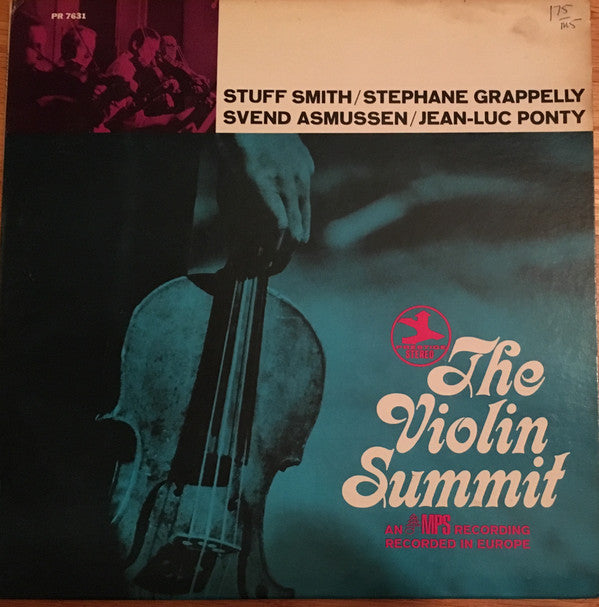 PR 7631
175
STUFF SMITH/STEPHANE GRAPPELLY
SVEND ASMUSSEN/JEAN-LUC PONTY
PRESTIGE
STEREO
The
Violin
Summit
AN MPS RECORDING
RECORDED IN EUROPE